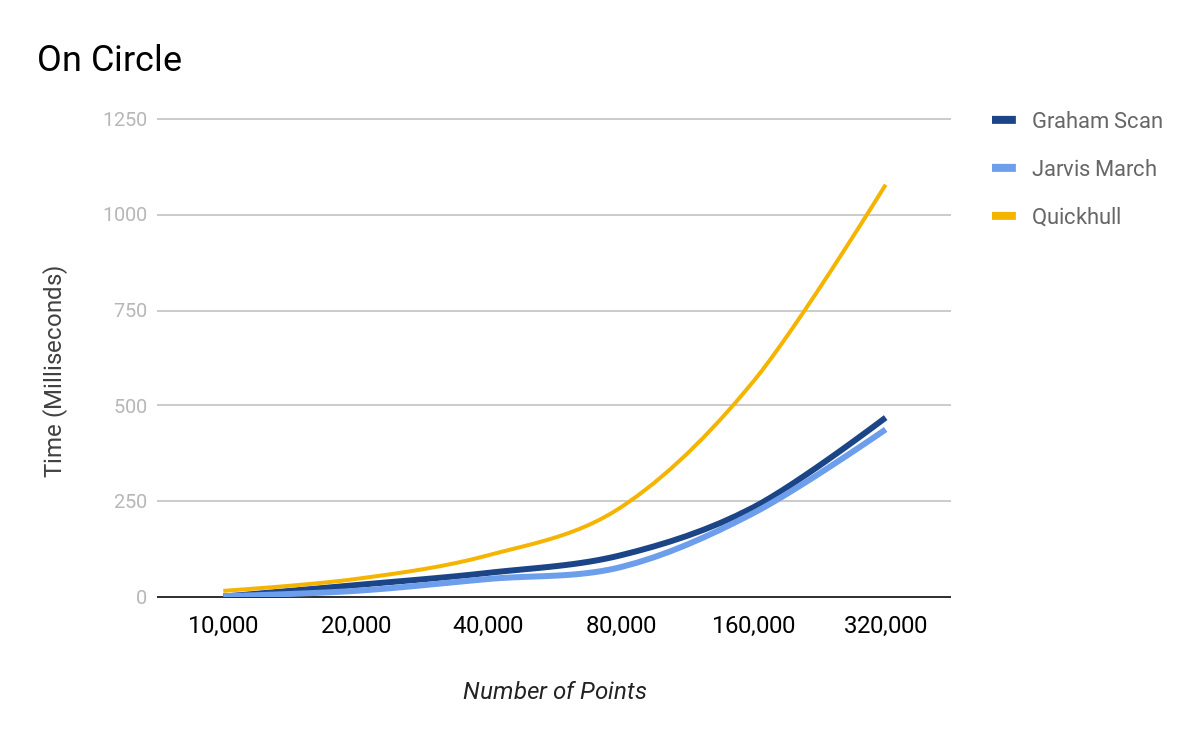 On Circle
1250
1000
750
500
250
0
Time (Milliseconds)
10,000 20,000 40,000 80,000 160,000 320,000
Number of Points
Graham Scan
Jarvis March
Quickhull